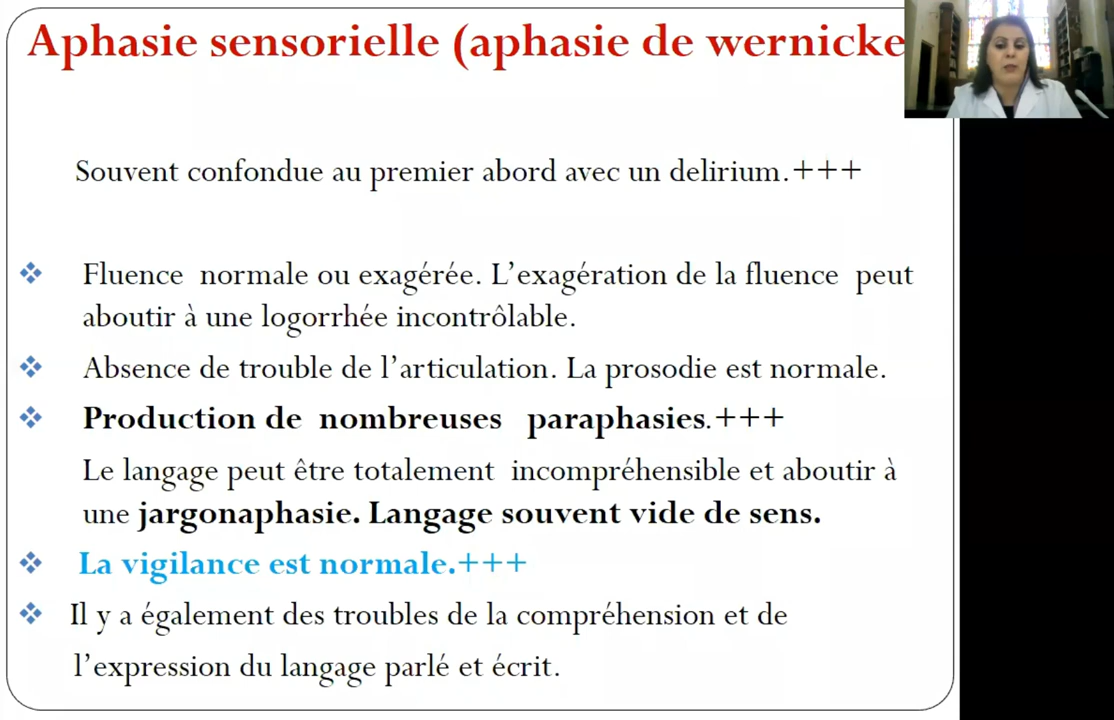 Aphasie sensorielle (aphasie de wernicke
Souvent confondue au premier abord avec un delirium.+++
Fluence normale ou exagérée. L’exagération de la fluence peut
aboutir à une logorrhée incontrôlable.
Absence de trouble de l’articulation. La prosodie est normale.
Production de nombreuses paraphasies.+++
Le langage peut être totalement incompréhensible et aboutir à
une jargonaphasie. Langage souvent vide de sens.
La vigilance est normale.+++
Il y a également des troubles de la compréhension et de
l’expression du langage parlé et écrit.